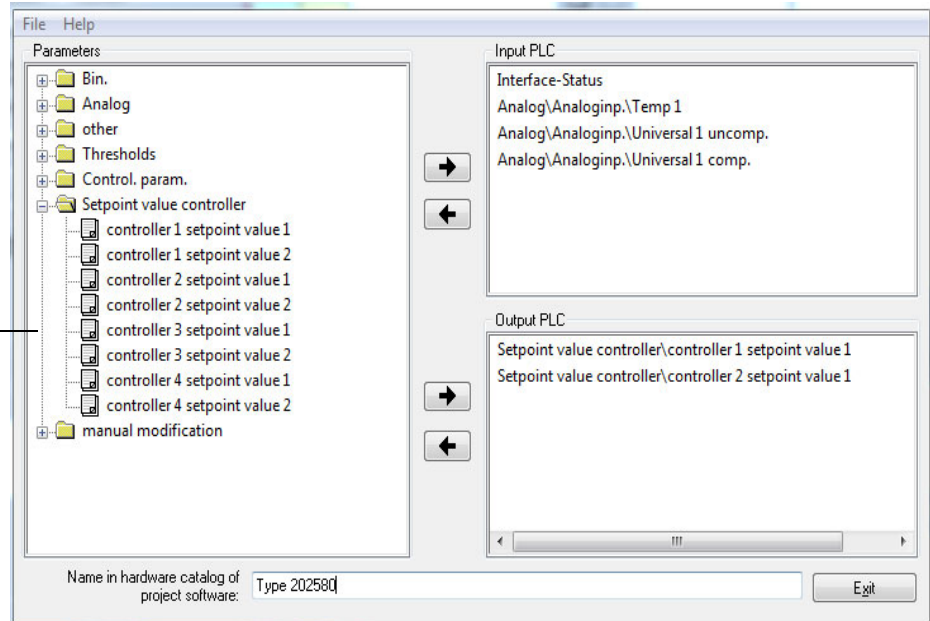 File Help
Parameters
Bin.
Analog
other
Thresholds
Control. param.
Setpoint value controller
controller 1 setpoint value 1
controller 1 setpoint value 2
controller 2 setpoint value 1
controller 2 setpoint value 2
controller 3 setpoint value 1
controller 3 setpoint value 2
controller 4 setpoint value 1
controller 4 setpoint value 2
manual modification
Input PLC
Interface-Status
Analog\Analoginp.\Temp 1
Analog\Analoginp.\Universal 1 uncomp.
Analog\Analoginp.\Universal 1 comp.
Output PLC
Setpoint value controller\controller 1 setpoint value 1
Setpoint value controller\controller 2 setpoint value 1
Name in hardware catalog of
project software:
Type 202580
Exit